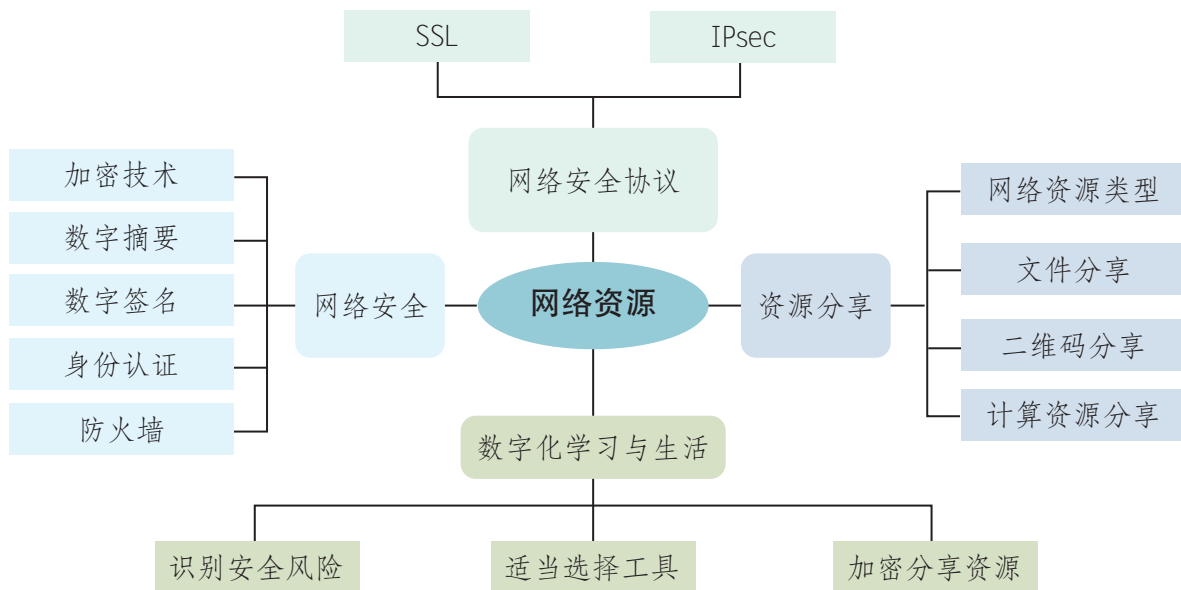 SSL
IPsec
网络安全协议
加密技术
数字摘要
数字签名
身份认证
防火墙
网络安全
网络资源
资源分享
网络资源类型
文件分享
二维码分享
计算资源分享
数字化学习与生活
识别安全风险
适当选择工具
加密分享资源